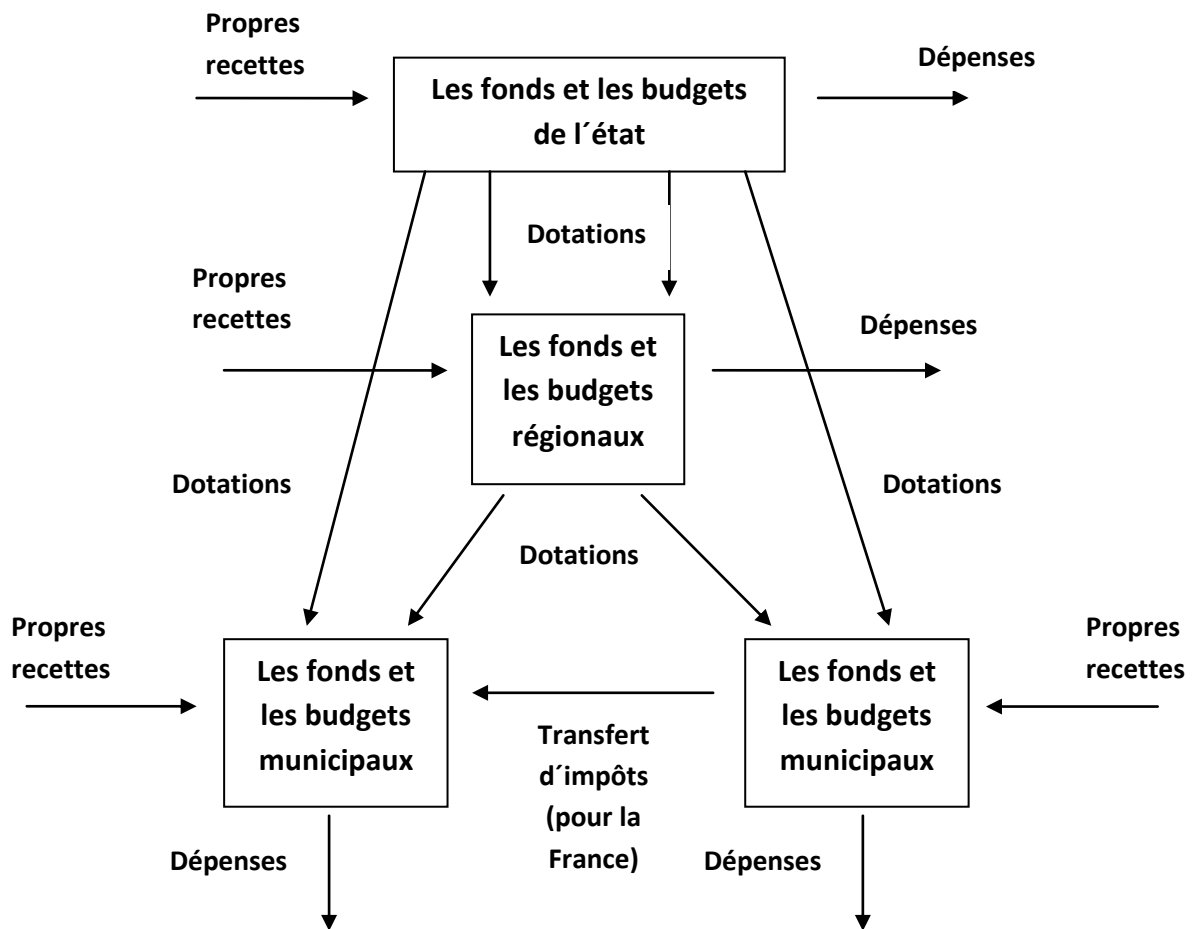 Propres
recettes
Les fonds et les budgets
de l´état
Dépenses
Dotations
Propres
recettes
Les fonds et
les budgets
régionaux
Dépenses
Dotations
Dotations
Dotations
Propres
recettes
Les fonds et
les budgets
municipaux
Transfert
d´impôts
(pour la
France)
Les fonds et
les budgets
municipaux
Propres
recettes
Dépenses
Dépenses